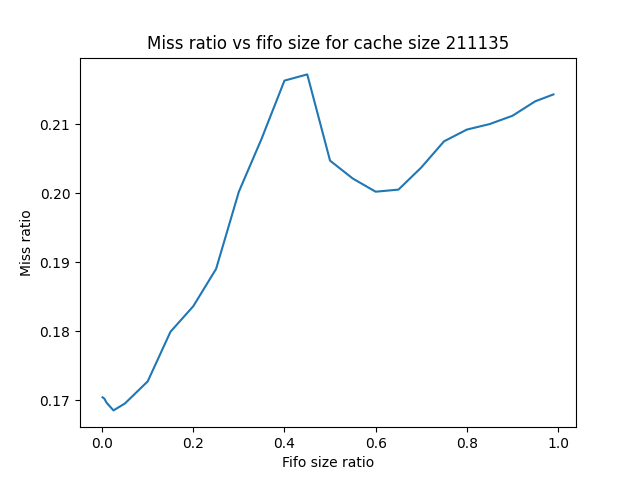 Miss ratio vs fifo size for cache size 211135
Miss ratio
0.21
0.20
0.19
0.18
0.17
0.0 0.2 0.4 0.6 0.8 1.0
Fifo size ratio